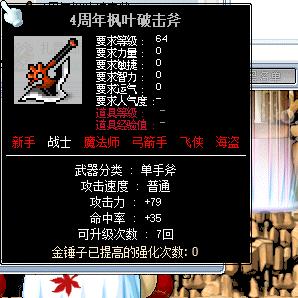 4周年枫叶破击斧
要求等级： 64
要求力量： 0
要求敏捷： 0
要求智力： 0
要求运气： 0
要求人气度： -
道具等级： -
道具经验值： -
新手 战士 魔法师 弓箭手 飞侠 海盗
武器分类 ： 单手斧
攻击速度 ： 普通
攻击力 ： +79
命中率 ： +35
可升级次数 ： 7回
金锤子已提高的强化次数: 0